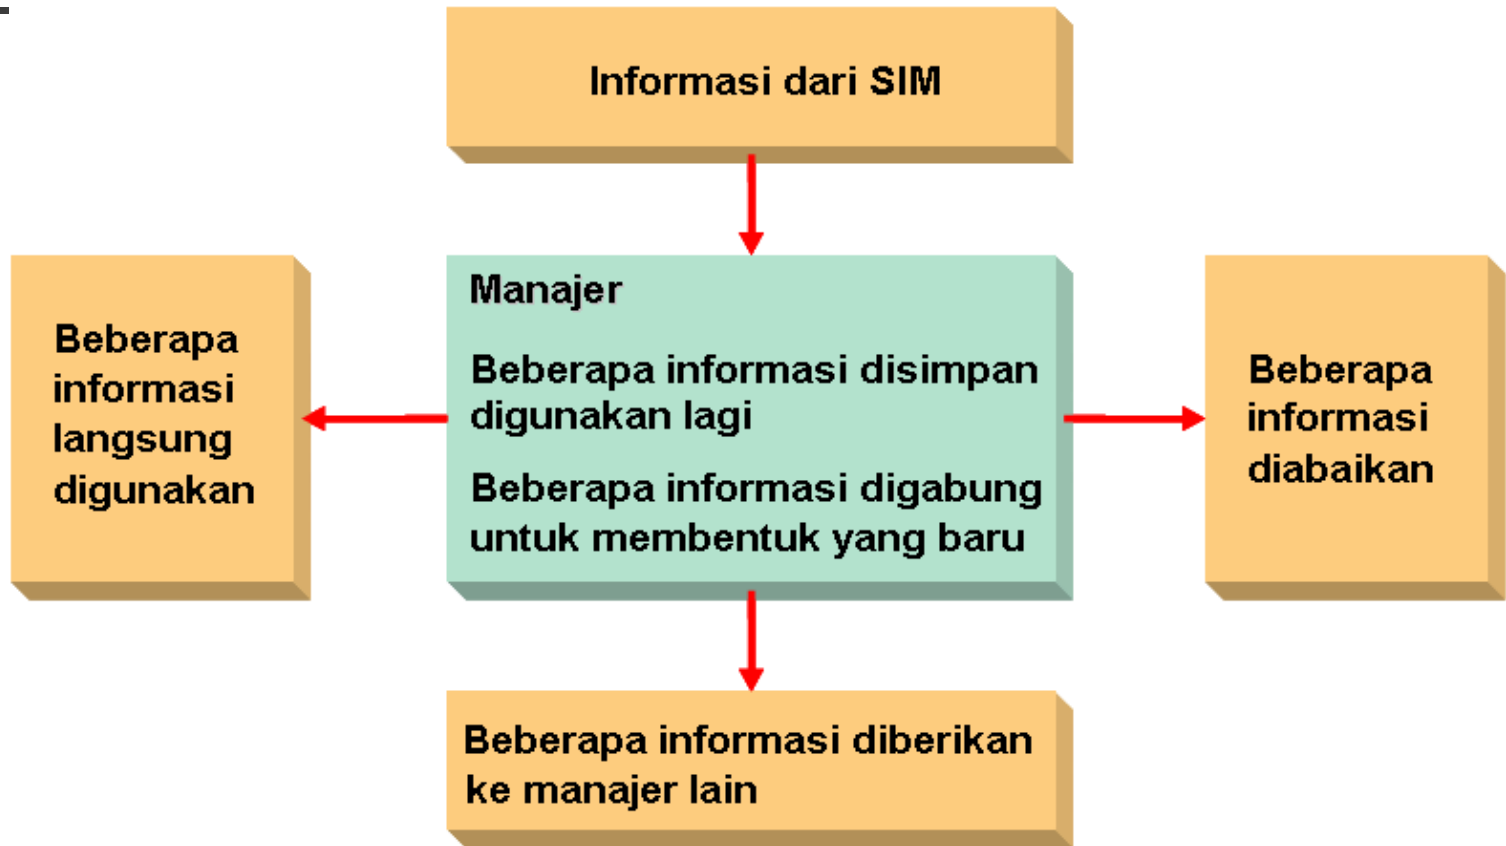 Informasi dari SIM
Manajer
Beberapa informasi disimpan
digunakan lagi
Beberapa informasi digabung
untuk membentuk yang baru
Beberapa
informasi
langsung
digunakan
Beberapa
informasi
diabaikan
Beberapa informasi diberikan
ke manajer lain